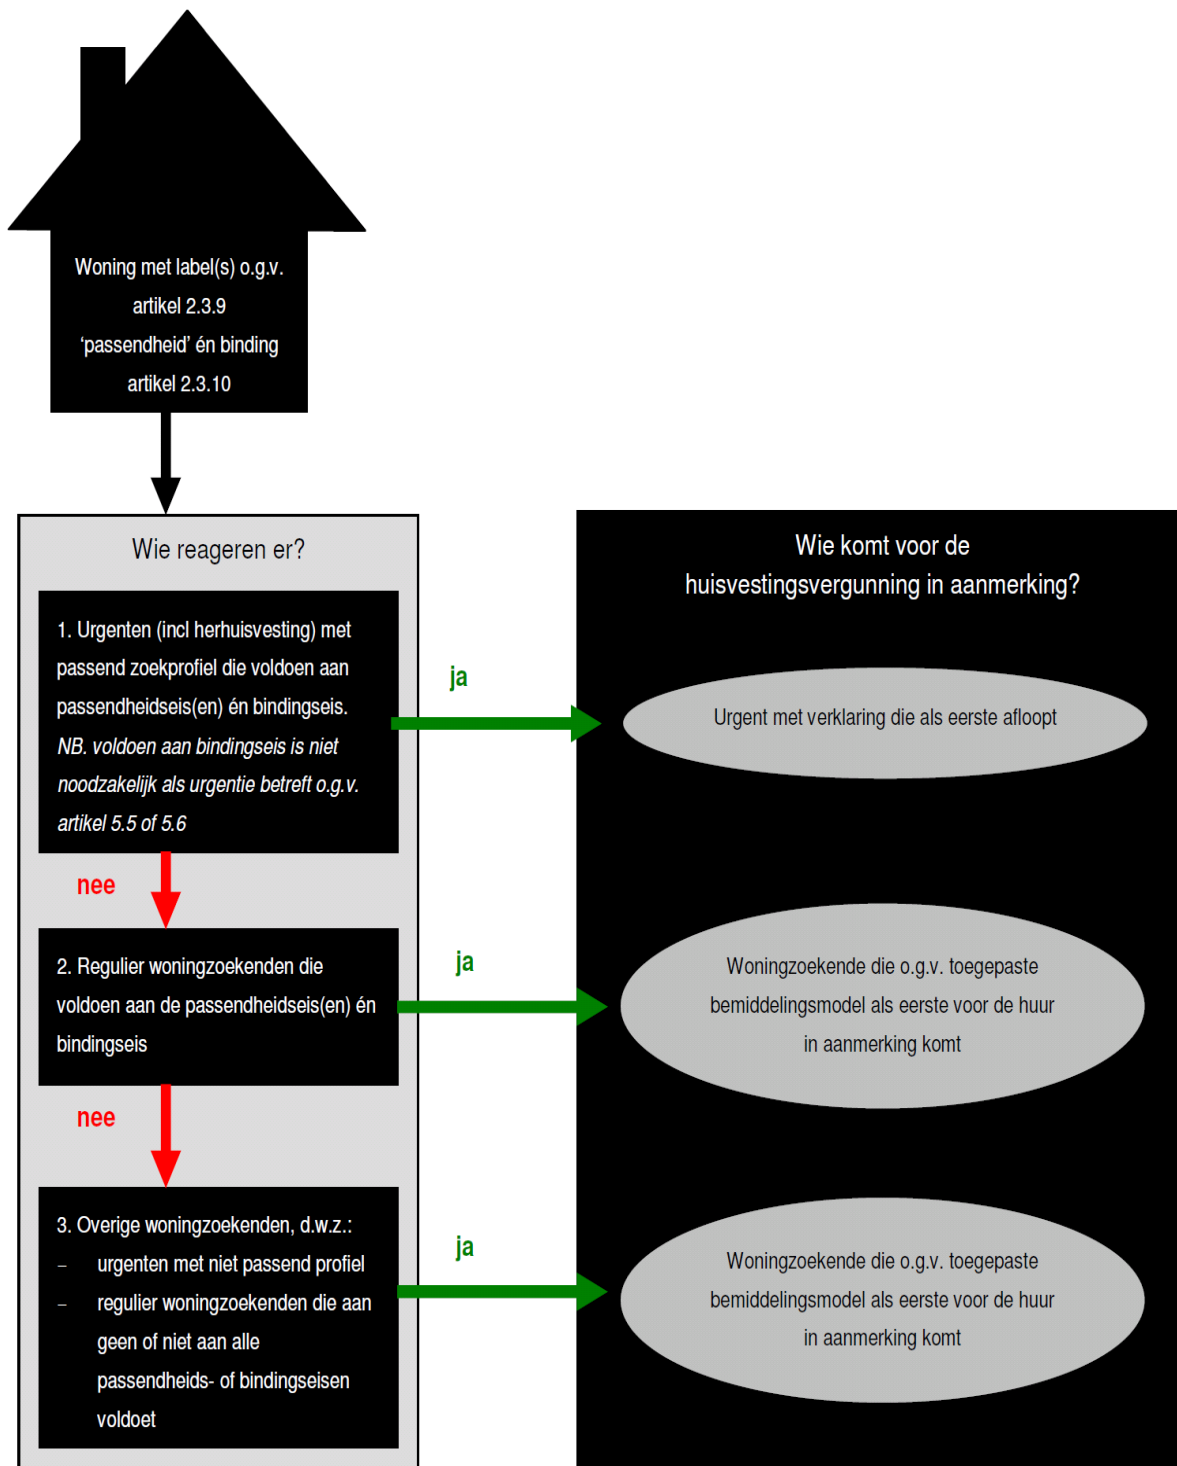 Woning met label(s) o.g.v.
artikel 2.3.9
‘passendheid’ én binding
artikel 2.3.10
Wie reageren er?
1. Urgenten (incl herhuisvesting) met
passend zoekprofiel die voldoen aan
passendheidseis(en) én bindingseis.
NB. voldoen aan bindingseis is niet
noodzakelijk als urgentie betreft o.g.v.
artikel 5.5 of 5.6
nee
2. Regulier woningzoekenden die
voldoen aan de passendheidseis(en) én
bindingseis
nee
3. Overige woningzoekenden, d.w.z.:
– urgenten met niet passend profiel
– regulier woningzoekenden die aan
geen of niet aan alle
passendheids- of bindingseisen
voldoet
ja
ja
ja
Wie komt voor de
huisvestingsvergunning in aanmerking?
Urgent met verklaring die als eerste afloopt
Woningzoekende die o.g.v. toegepaste
bemiddelingsmodel als eerste voor de huur
in aanmerking komt
Woningzoekende die o.g.v. toegepaste
bemiddelingsmodel als eerste voor de huur
in aanmerking komt